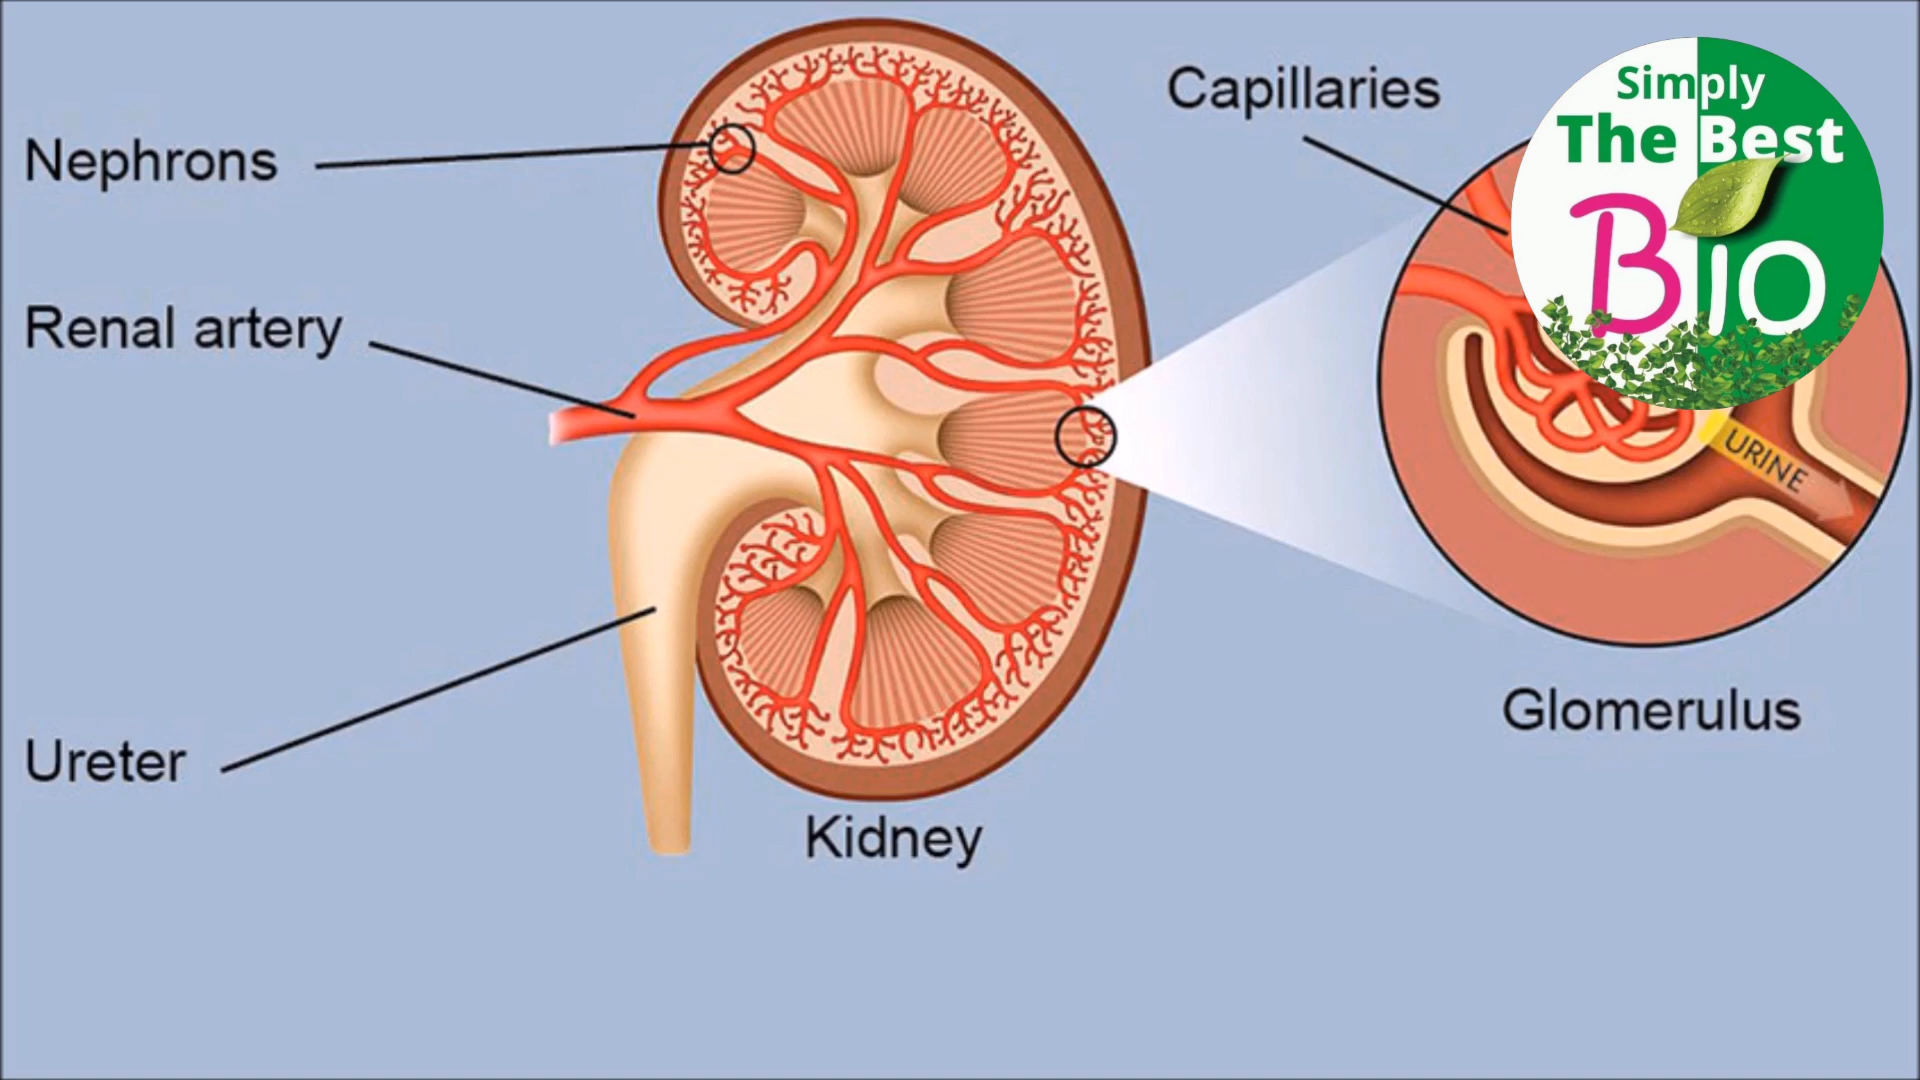 Nephrons
Renal artery
Ureter
Kidney
Capillaries
Simply
The Best
BIO
URINE
Glomerulus